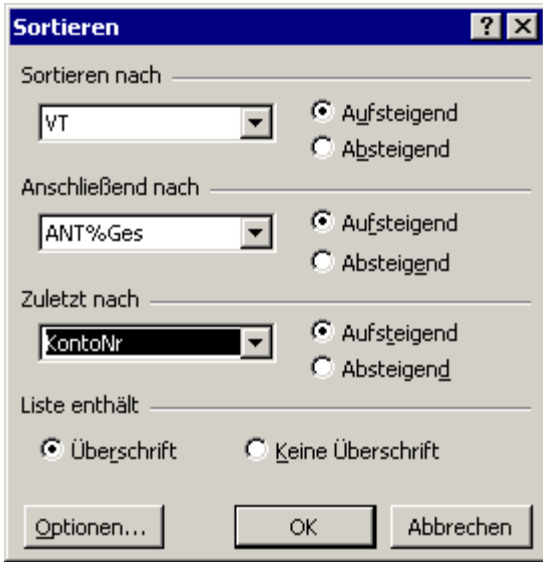 Sortieren
Sortieren nach
VT
Aufsteigend
Absteigend
Anschließend nach
ANT%Ges
Aufsteigend
Absteigend
Zuletzt nach
KontoNr
Aufsteigend
Absteigend
Liste enthält
Überschrift Keine Überschrift
Optionen... OK Abbrechen